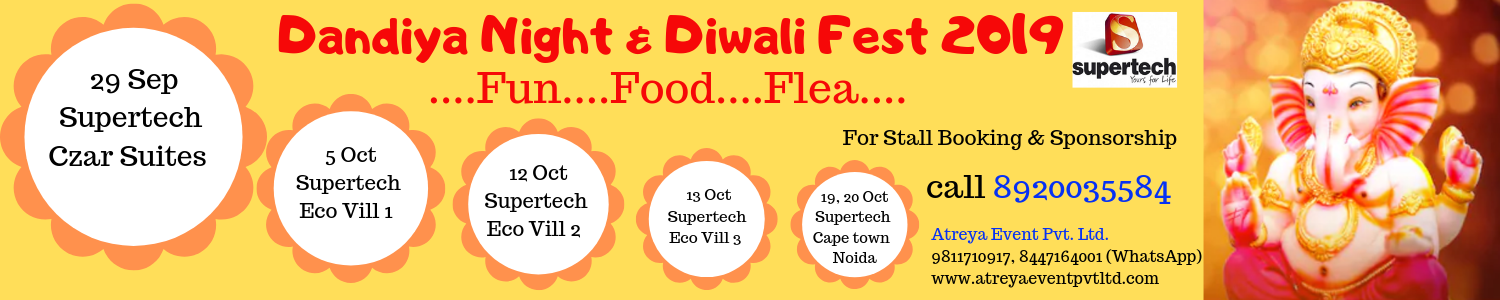 Dandiya Night & Diwali Fest 2019
....Fun....Food....Flea....
supertech
Yours for Life
29 Sep
Supertech
Czar Suites
5 Oct
Supertech
Eco Vill 1
12 Oct
Supertech
Eco Vill 2
13 Oct
Supertech
Eco Vill 3
19, 20 Oct
Supertech
Cape town
Noida
For Stall Booking & Sponsorship
call 8920035584
Atreya Event Pvt. Ltd.
9811710917, 8447164001 (WhatsApp)
www.atreyaeventpvtltd.com